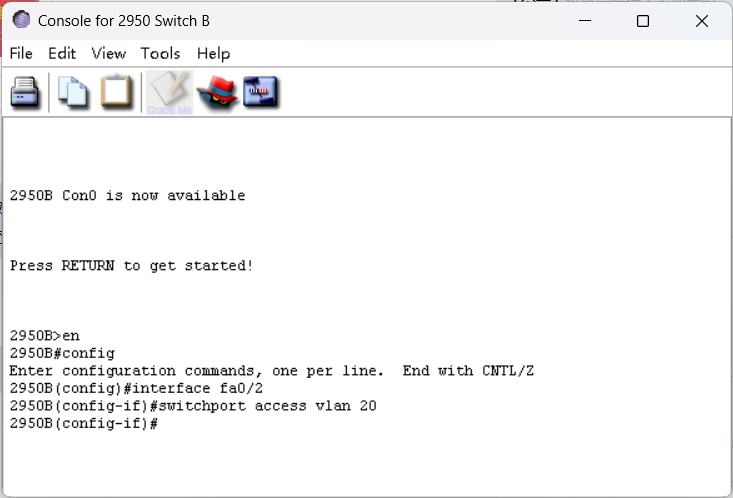 Console for 2950 Switch B
File Edit View Tools Help
Grade Me
2950B Con0 is now available
Press RETURN to get started!
2950B>en
2950B#config
Enter configuration commands, one per line.  End with CNTL/Z
2950B(config)#interface fa0/2
2950B(config-if)#switchport access vlan 20
2950B(config-if)#